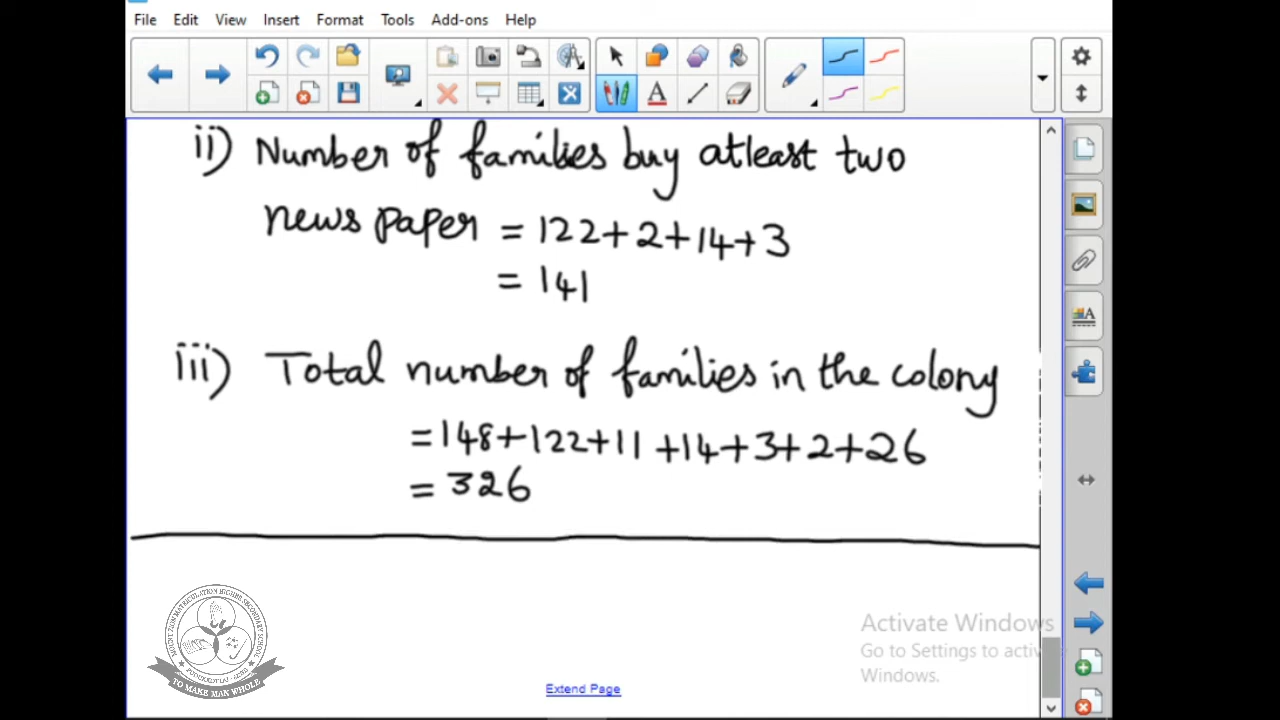 File Edit View Insert Format Tools Add-ons Help
ii) Number of families buy atleast two
news paper = 122+2+14+3
= 141
iii) Total number of families in the colony
=148+122+11+14+3+2+26
= 326
Activate Windows
Go to Settings to activ
Windows.
TO MAKE MAN WHOLE
Extend Page